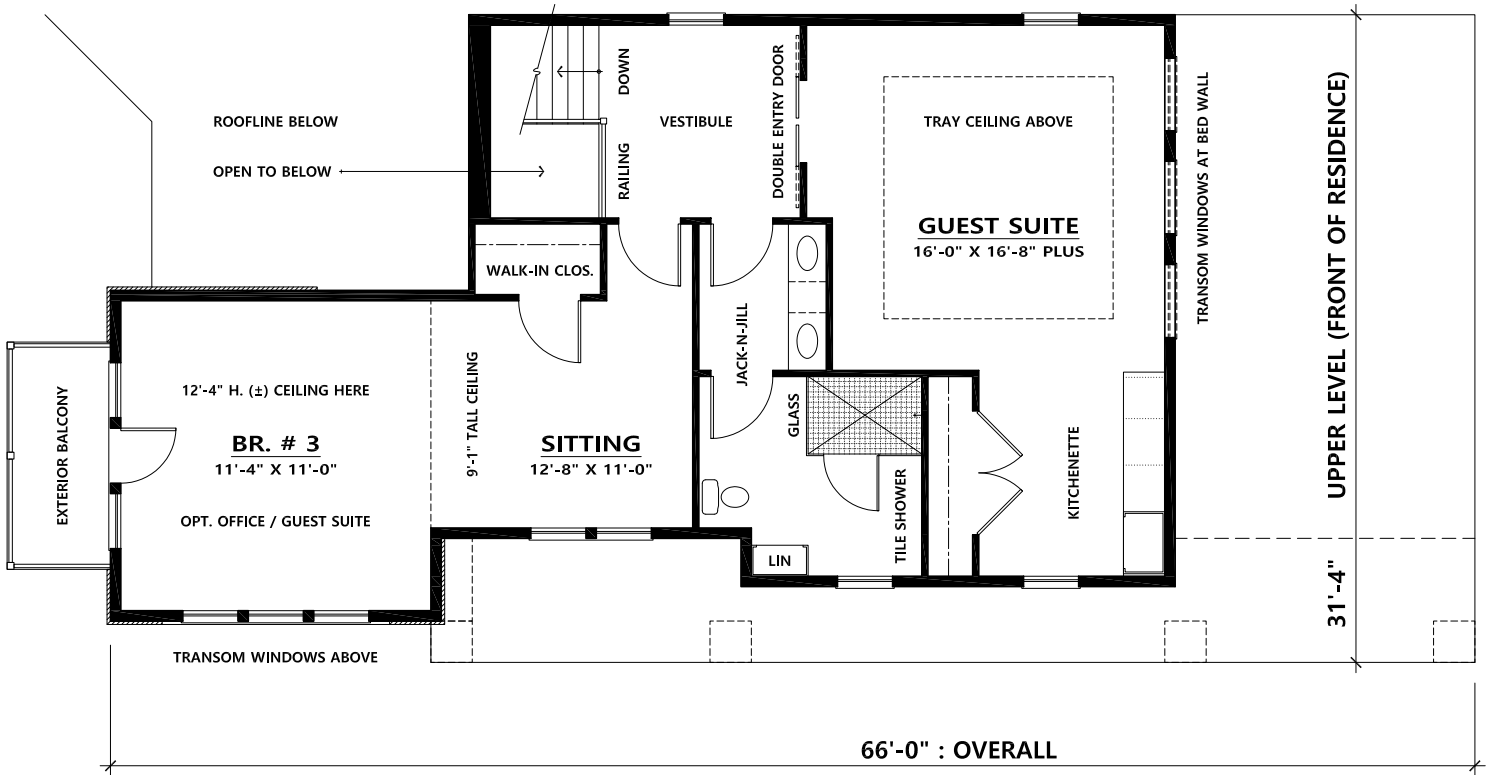 ROOFLINE BELOW
OPEN TO BELOW
DOWN
RAILING
VESTIBULE
DOUBLE ENTRY DOOR
TRAY CEILING ABOVE
GUEST SUITE
16'-0" X 16'-8" PLUS
TRANSOM WINDOWS AT BED WALL
UPPER LEVEL (FRONT OF RESIDENCE)
31'-4"
WALK-IN CLOS.
JACK-N-JILL
EXTERIOR BALCONY
12'-4" H. (±) CEILING HERE
BR. # 3
11'-4" X 11'-0"
OPT. OFFICE / GUEST SUITE
9'-1" TALL CEILING
SITTING
12'-8" X 11'-0"
GLASS
TILE SHOWER
LIN
KITCHENETTE
TRANSOM WINDOWS ABOVE
66'-0" : OVERALL